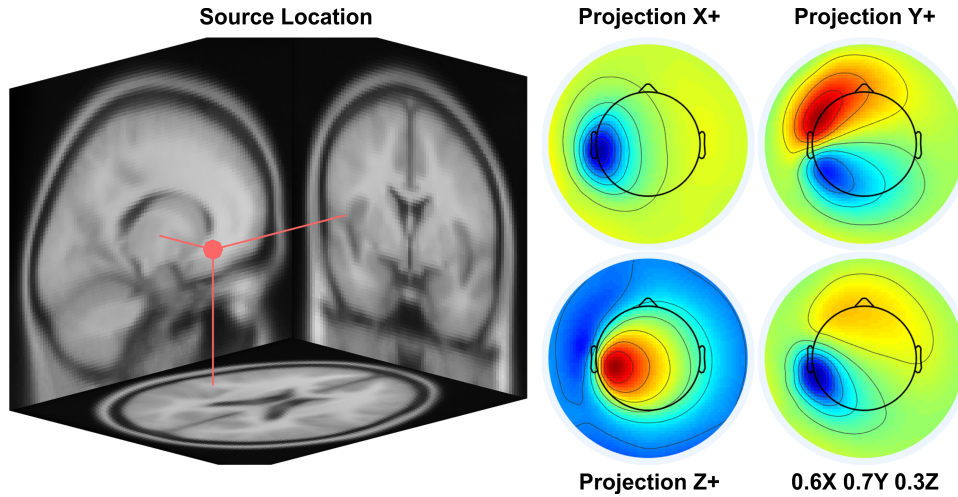 Source Location
Projection X+
Projection Y+
Projection Z+
0.6X 0.7Y 0.3Z